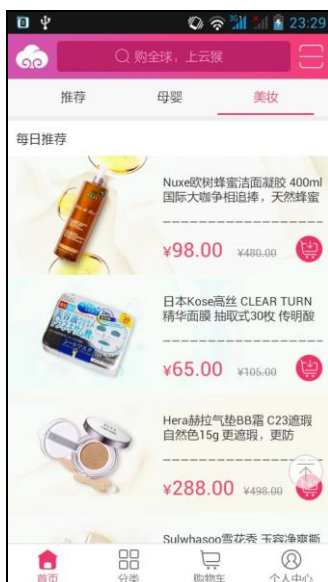 23:29
购全球，上云猴
推荐 母婴 美妆
每日推荐
Nuxe欧树蜂蜜洁面凝胶 400ml
国际大咖争相追捧，天然蜂蜜
¥98.00 ¥480.00
日本Kose高丝 CLEAR TURN
精华面膜 抽取式30枚 传明酸
¥65.00 ¥105.00
Hera赫拉气垫BB霜 C23遮瑕
自然色15g 更遮瑕，更防
¥288.00 ¥498.00
Sulwhasoo雪花秀 玉容净爽撕
首页 分类 购物车 个人中心